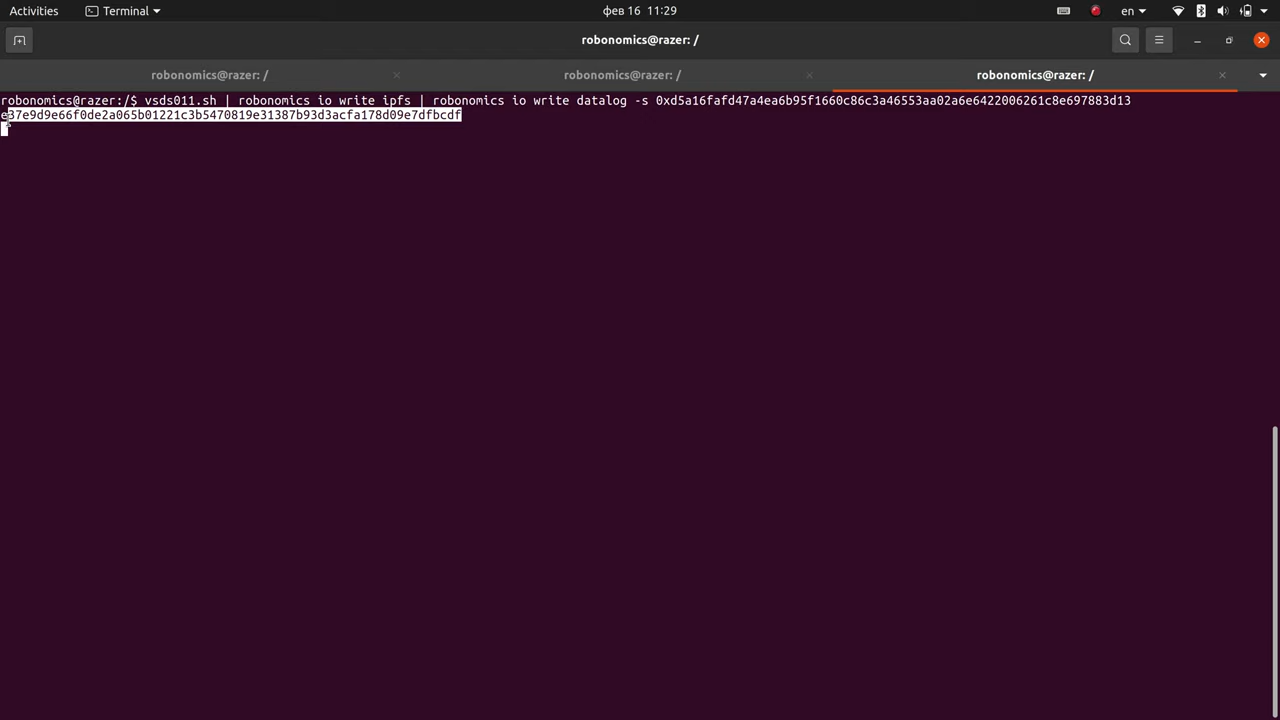 Activities Terminal фев 16 11:29 en
robonomics@razer: /
robonomics@razer: / robonomics@razer: / robonomics@razer: /
robonomics@razer:/$ vsds011.sh | robonomics io write ipfs | robonomics io write datalog -s 0xd5a16fafd47a4ea6b95f1660c86c3a46553aa02a6e6422006261c8e697883d13
e37e9d9e66f0de2a065b01221c3b5470819e31387b93d3acfa178d09e7dfbcdf